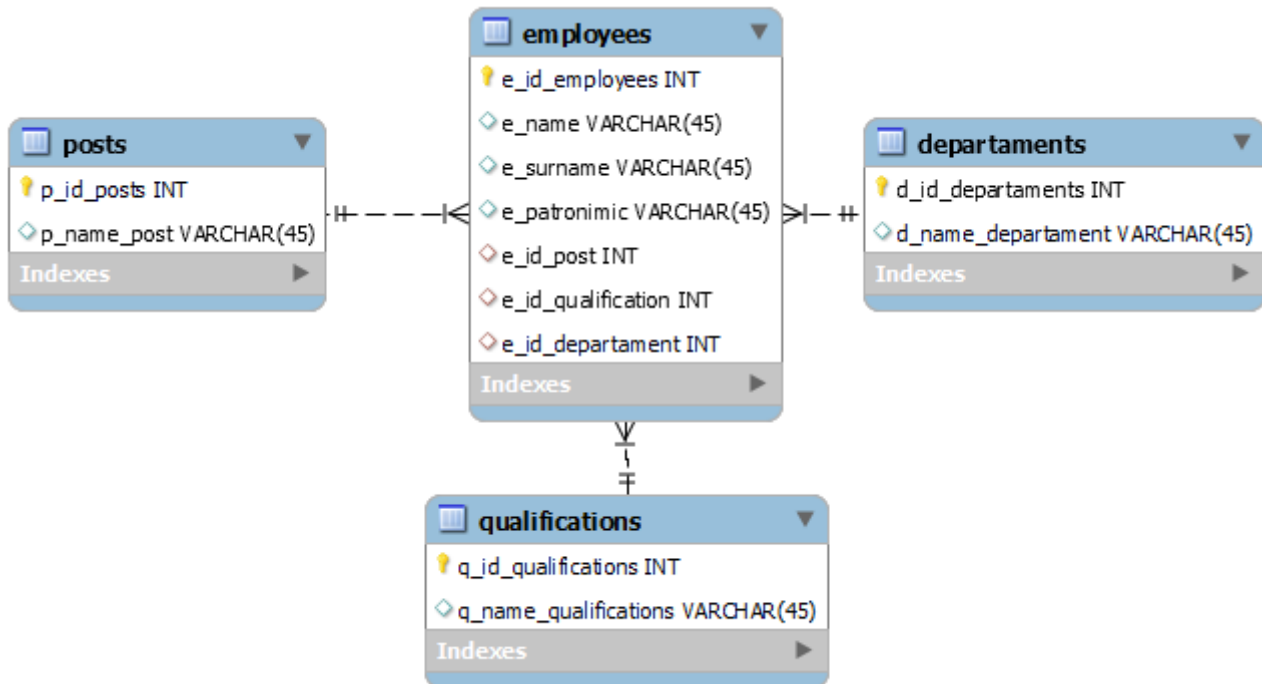 employees
e_id_employees INT
e_name VARCHAR(45)
e_surname VARCHAR(45)
e_patronimic VARCHAR(45)
e_id_post INT
e_id_qualification INT
e_id_departament INT
Indexes
posts
p_id_posts INT
p_name_post VARCHAR(45)
Indexes
departaments
d_id_departaments INT
d_name_departament VARCHAR(45)
Indexes
qualifications
q_id_qualifications INT
q_name_qualifications VARCHAR(45)
Indexes